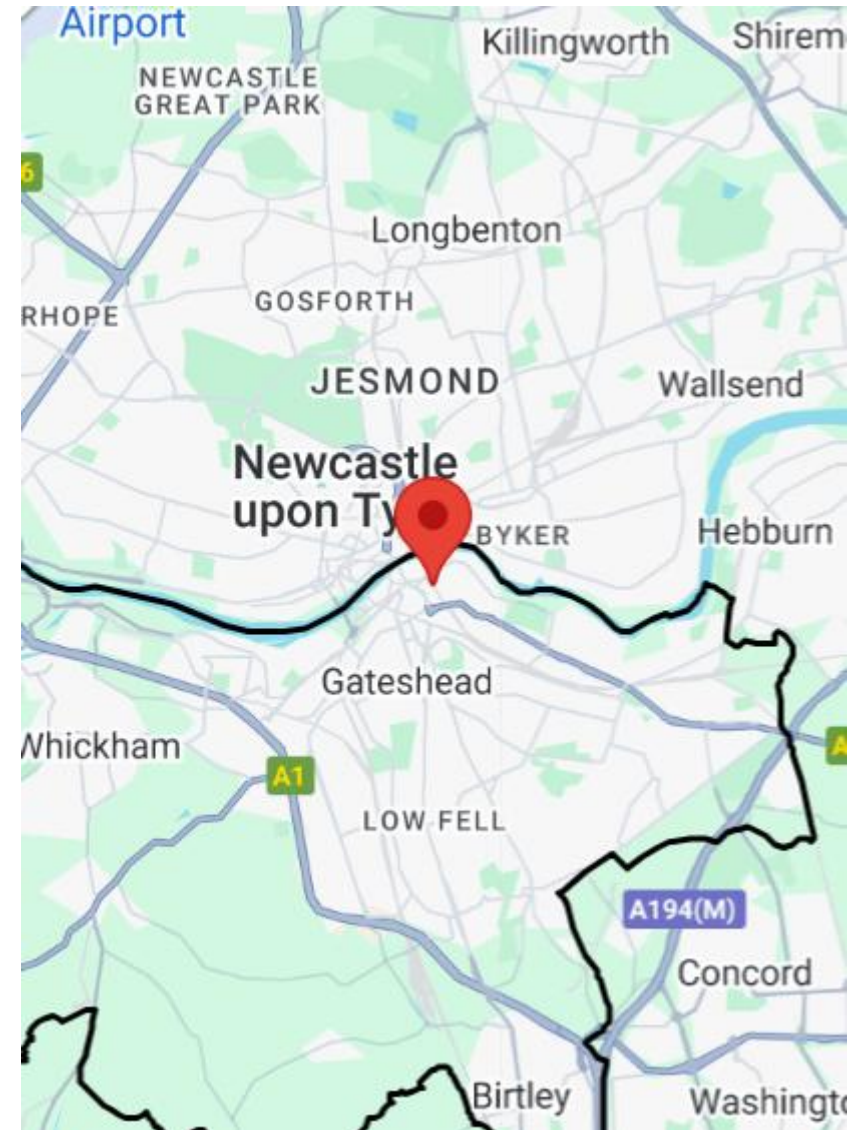 Airport
Killingworth
Shirem
NEWCASTLE
GREAT PARK
6
Longbenton
GOSFORTH
RHOPE
JESMOND
Wallsend
Newcastle
upon Ty
BYKER
Hebburn
Gateshead
Whickham
A
A1
LOW FELL
A194(M)
Concord
Birtley
Washingto